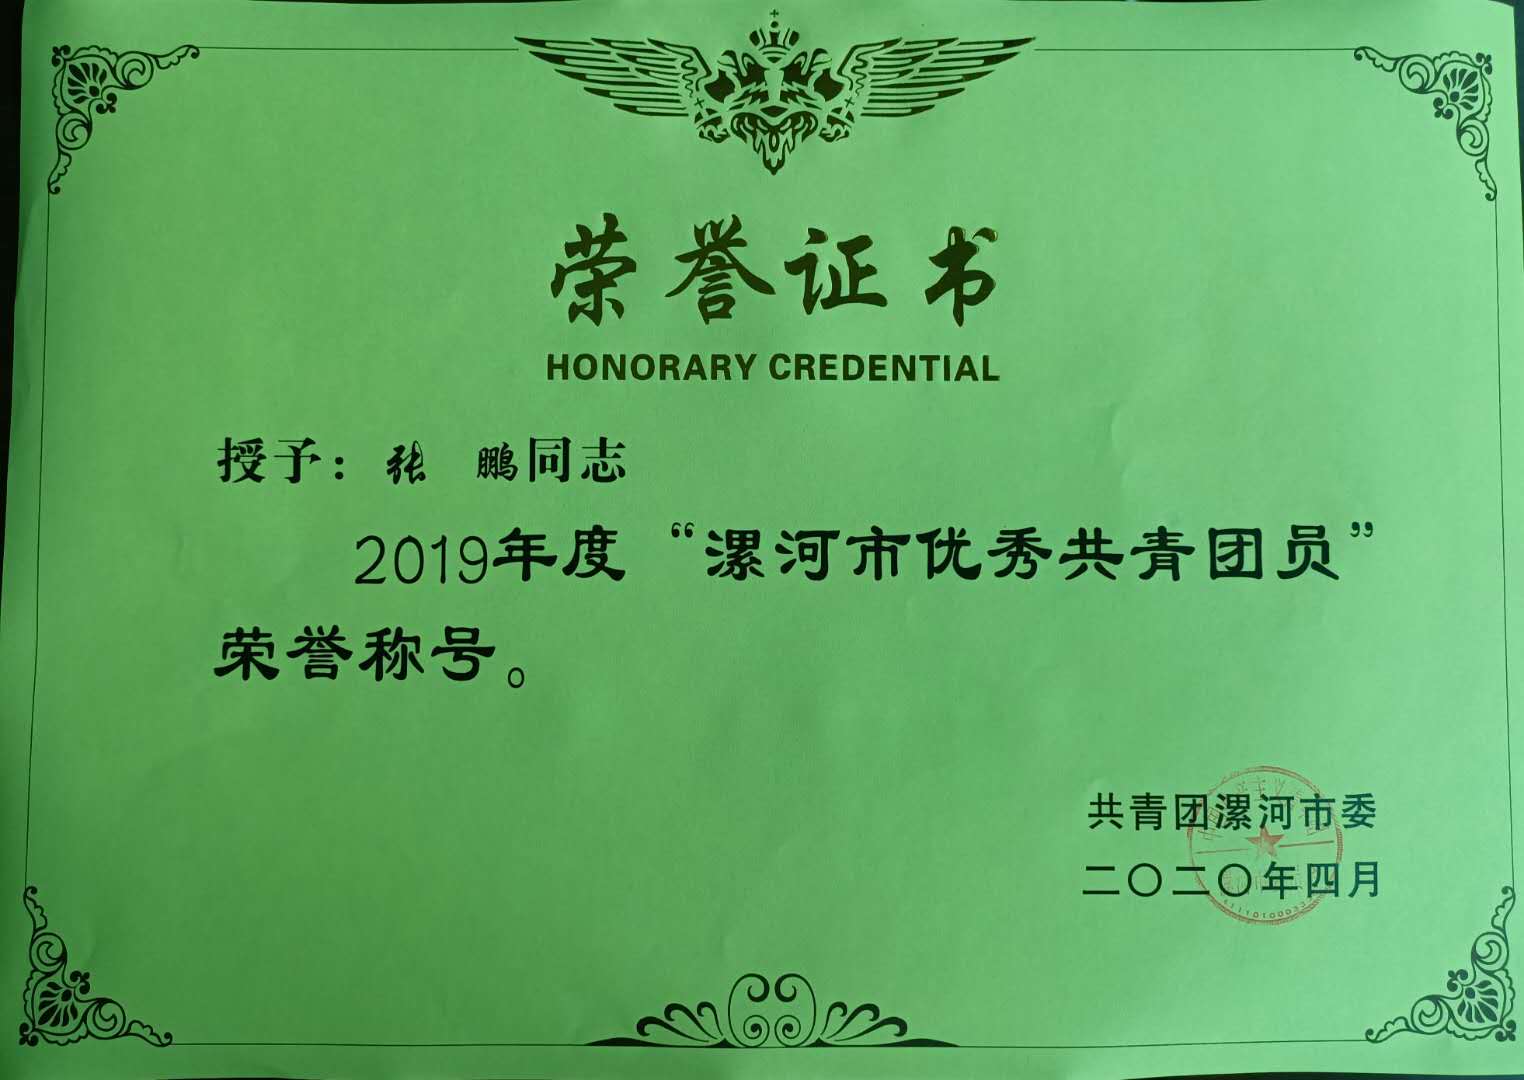 荣誉证书
HONORARY CREDENTIAL
授予：张 鹏同志
2019年度“漯河市优秀共青团员”
荣誉称号。
共青团漯河市委
二〇二〇年四月